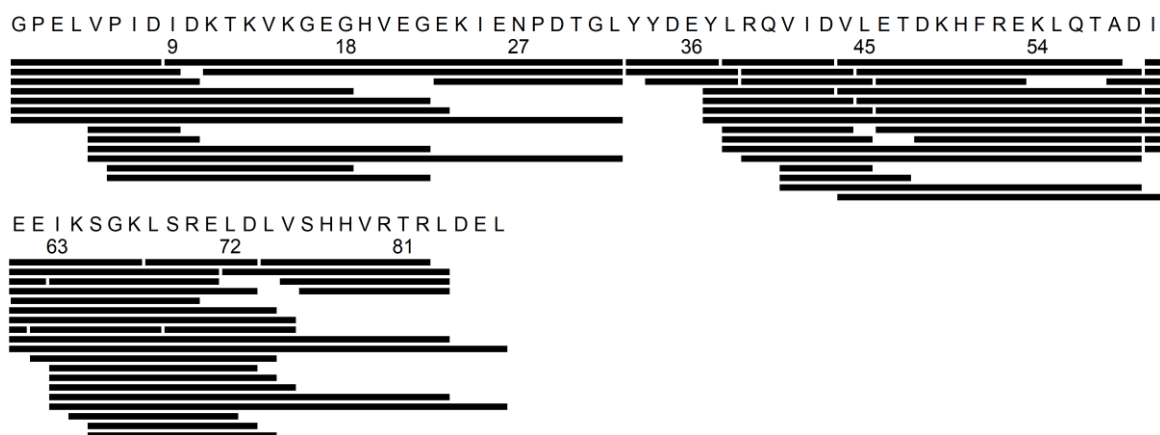 G P E L V P I D I D K T K V K G E G H V E G E K I E N P D T G L Y Y D E Y L R Q V I D V L E T D K H F R E K L Q T A D I
9 18 27 36 45 54
E E I K S G K L S R E L D L V S H H V R T R L D E L
63 72 81